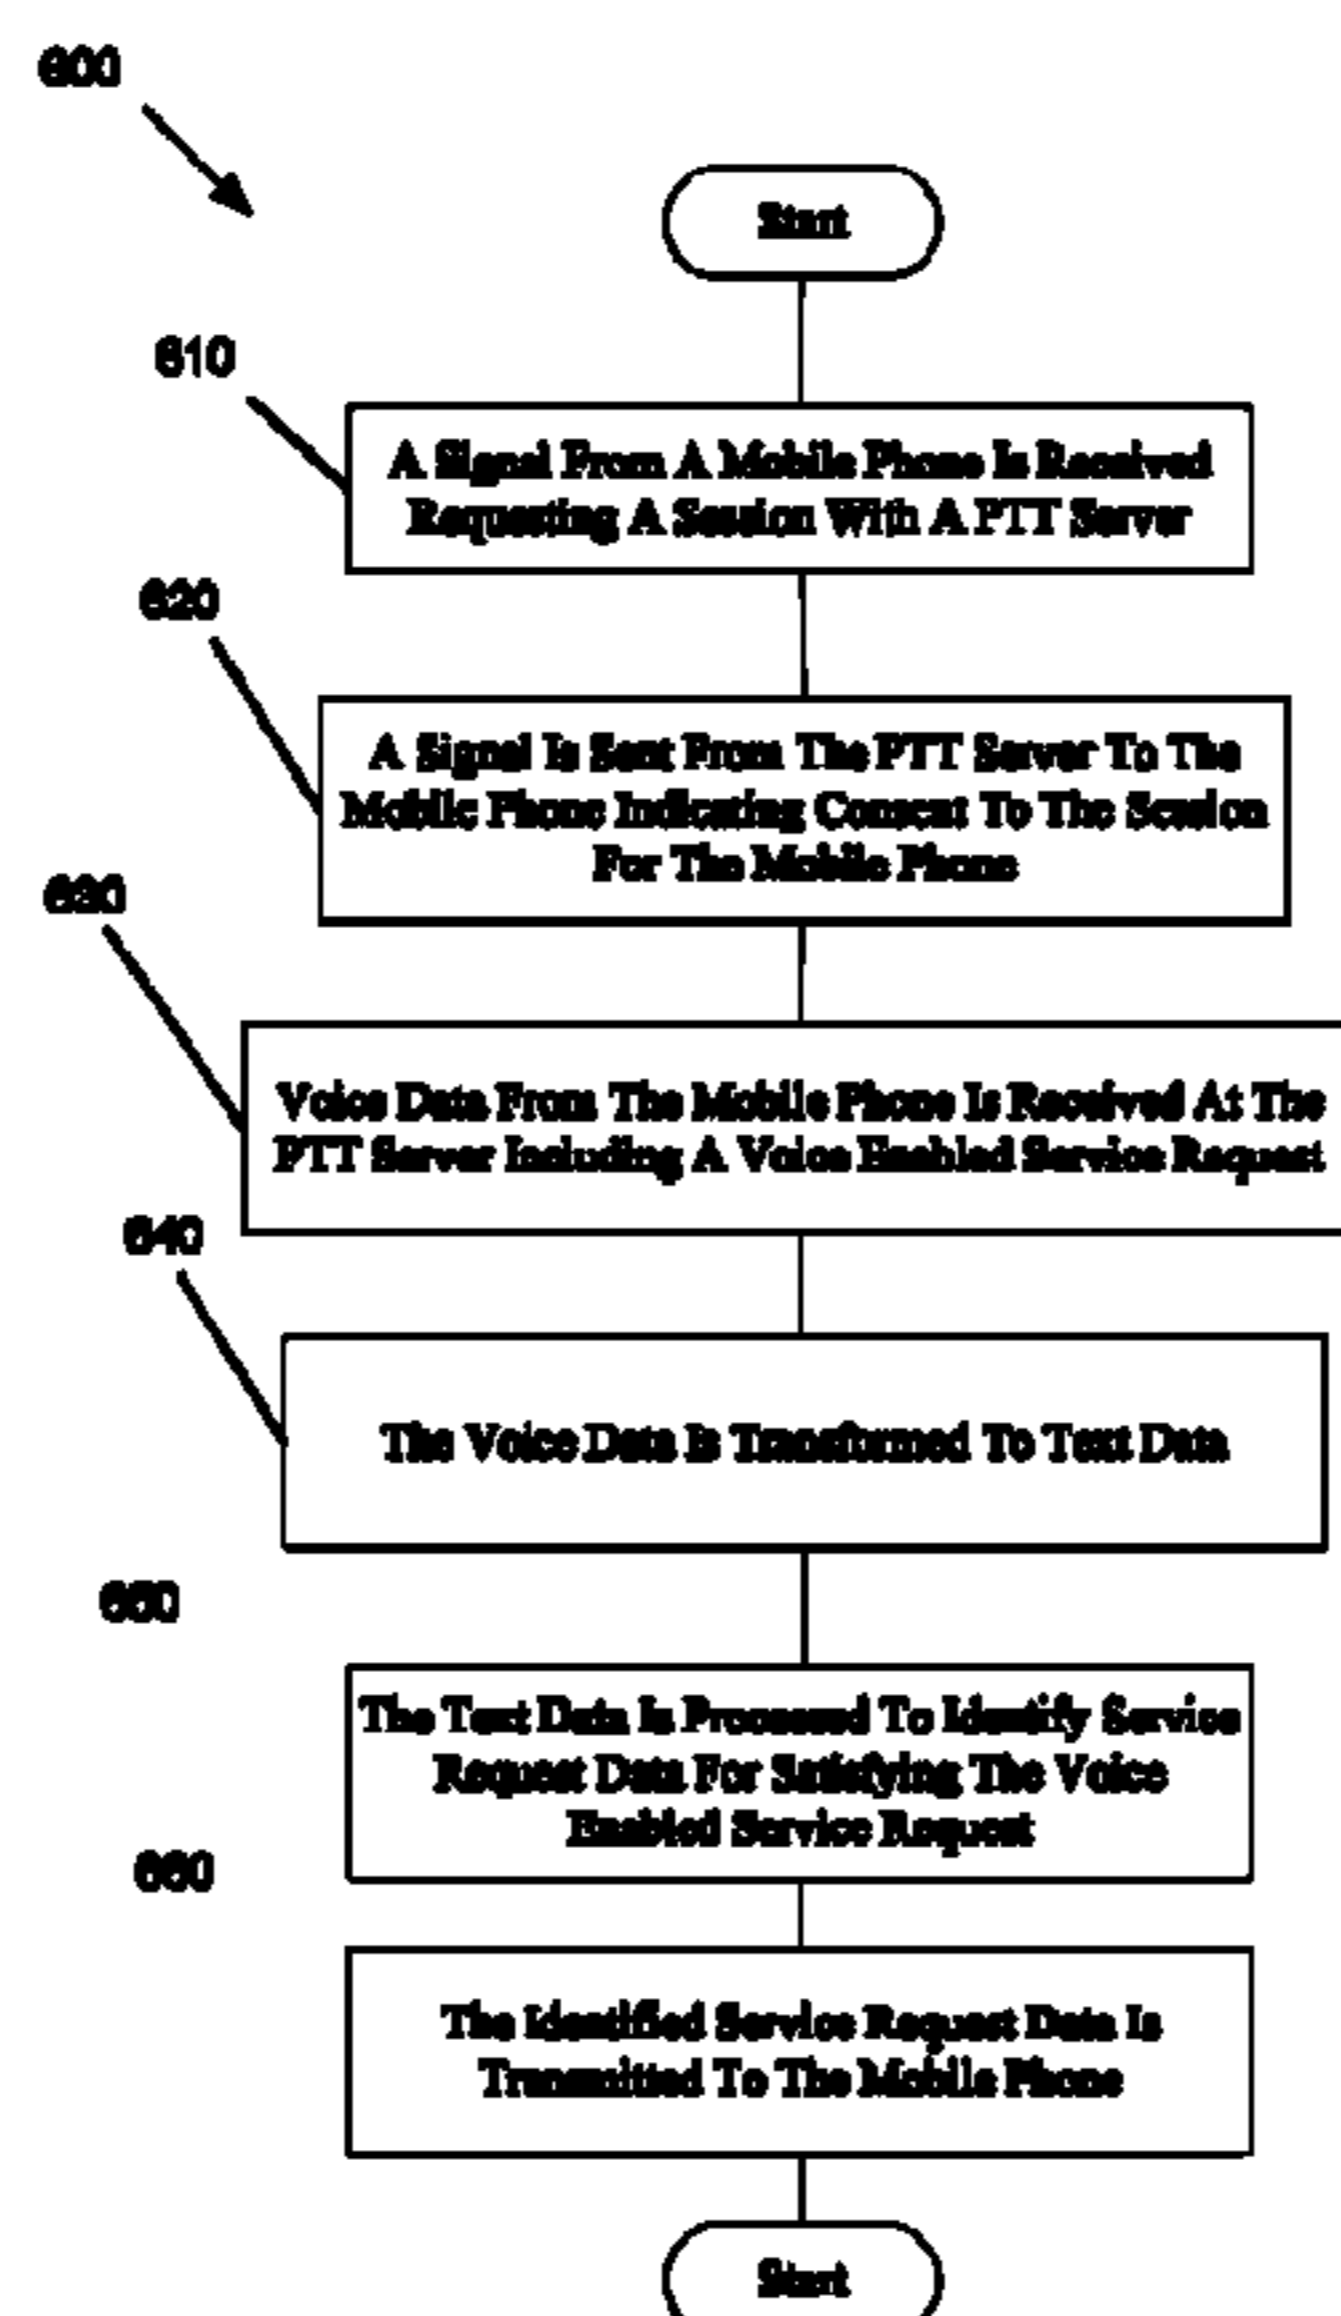 600
Start
610
A Signal From A Mobile Phone Is Received
Requesting A Session With A PTT Server
620
A Signal Is Sent From The PTT Server To The
Mobile Phone Indicating Consent To The Session
For The Mobile Phone
630
Voice Data From The Mobile Phone Is Received At The
PTT Server Including A Voice Enabled Service Request
640
The Voice Data Is Transformed To Text Data
650
The Text Data Is Processed To Identify Service
Request Data For Satisfying The Voice
Enabled Service Request
660
The Identified Service Request Data Is
Transmitted To The Mobile Phone
Start